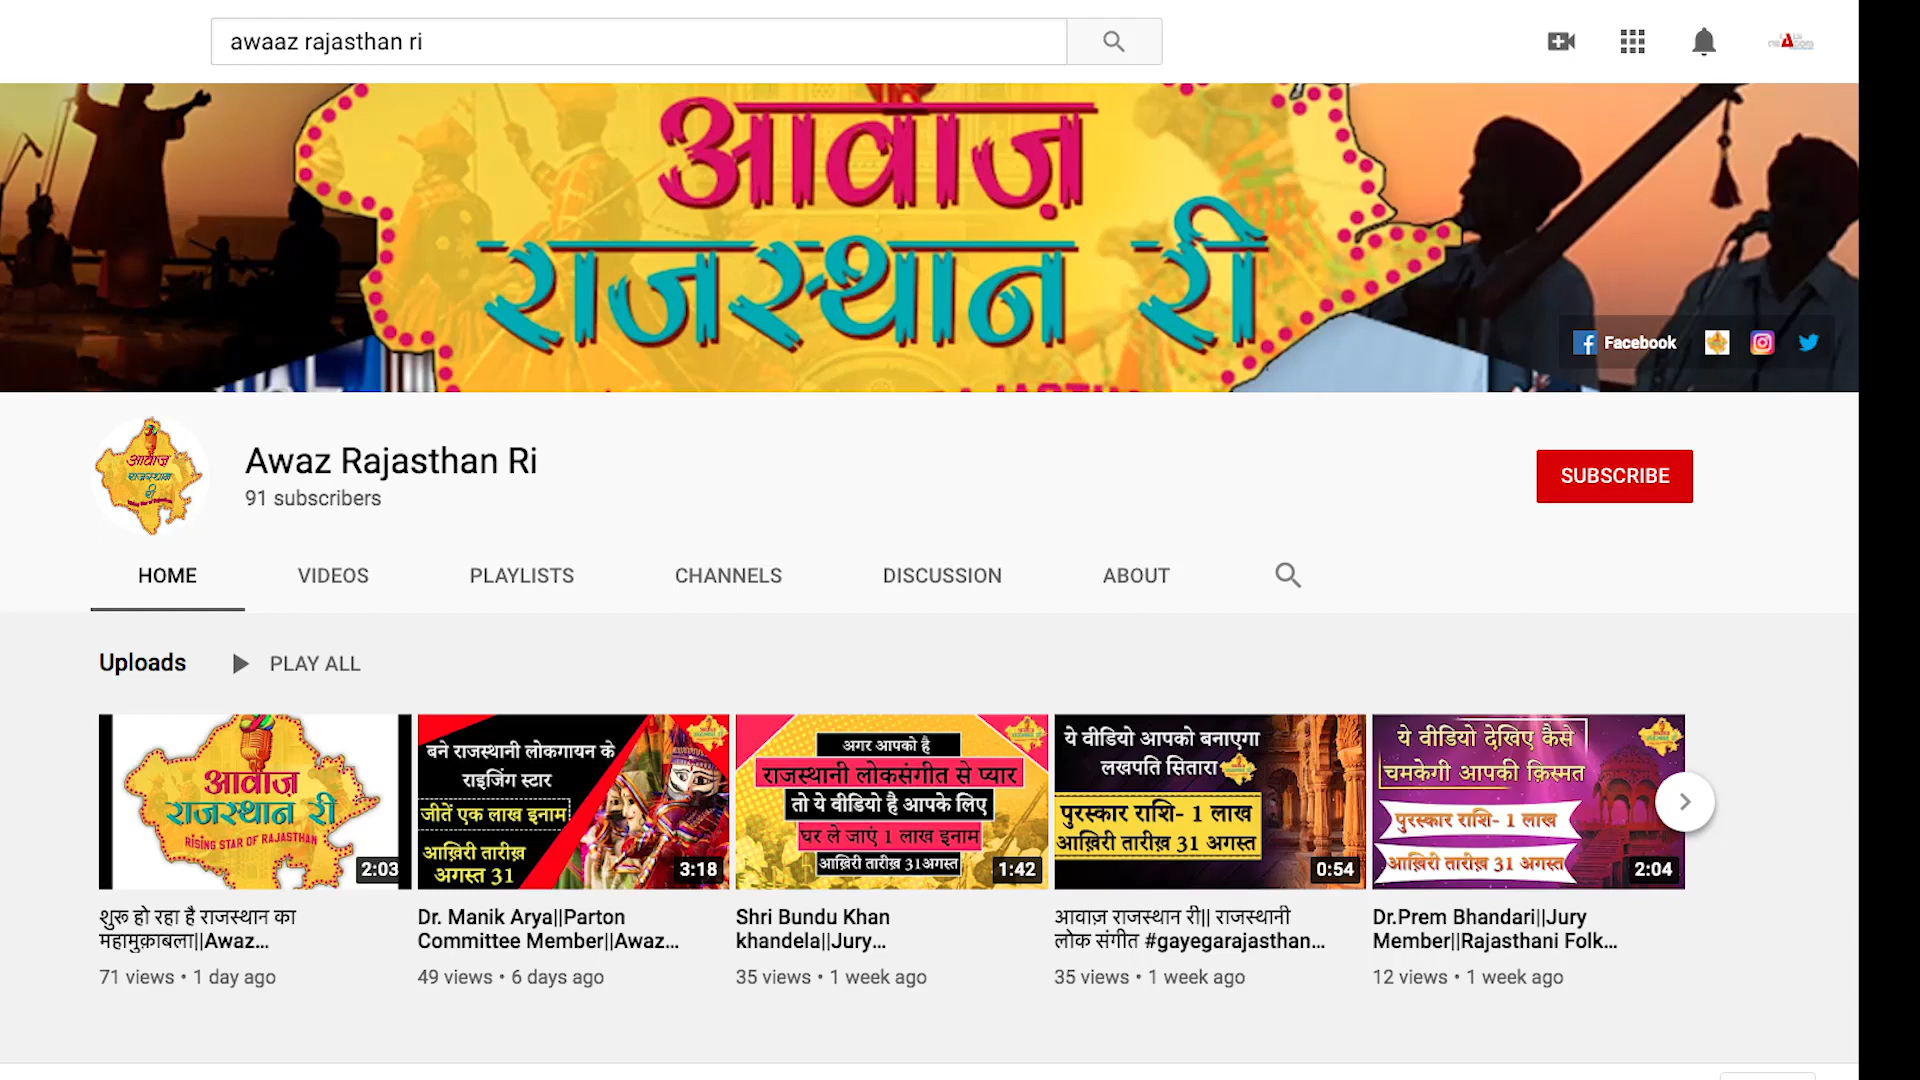 awaaz rajasthan ri
आवाज़
राजस्थान री
Facebook
आवाज़
राजस्थान
री
Awaz Rajasthan Ri
91 subscribers
SUBSCRIBE
HOME
VIDEOS
PLAYLISTS
CHANNELS
DISCUSSION
ABOUT
Uploads
PLAY ALL
आवाज़
राजस्थान री
RISING STAR OF RAJASTHAN
2:03
शुरू हो रहा है राजस्थान का
महामुक़ाबला||Awaz...
71 views • 1 day ago
बने राजस्थानी लोकगायन के
राइजिंग स्टार
जीतें एक लाख इनाम
आख़िरी तारीख़
अगस्त 31
3:18
Dr. Manik Arya||Parton
Committee Member||Awaz...
49 views • 6 days ago
अगर आपको है
राजस्थानी लोकसंगीत से प्यार
तो ये वीडियो है आपके लिए
घर ले जाएं 1 लाख इनाम
आख़िरी तारीख़ 31अगस्त
1:42
Shri Bundu Khan
khandela||Jury...
35 views • 1 week ago
ये वीडियो आपको बनाएगा
लखपति सितारा
पुरस्कार राशि- 1 लाख
आख़िरी तारीख़ 31 अगस्त
0:54
आवाज़ राजस्थान री|| राजस्थानी
लोक संगीत #gayegarajasthan...
35 views • 1 week ago
ये वीडियो देखिए कैसे
चमकेगी आपकी क़िस्मत
पुरस्कार राशि- 1 लाख
आख़िरी तारीख़ 31 अगस्त
2:04
Dr.Prem Bhandari||Jury
Member||Rajasthani Folk...
12 views • 1 week ago